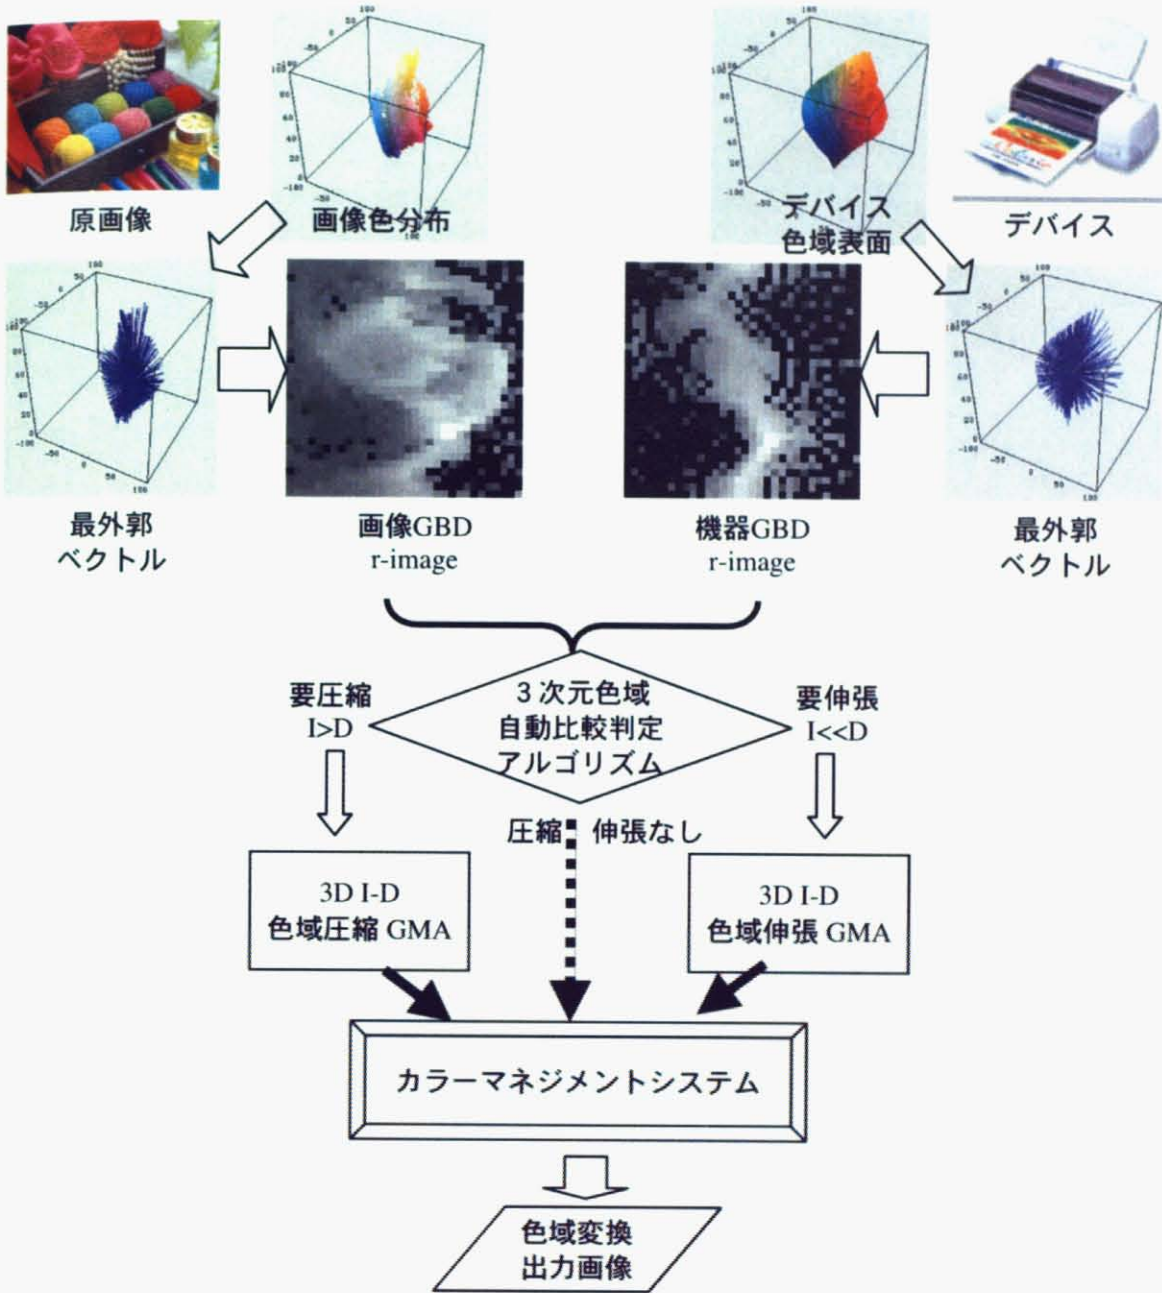 原画像
画像色分布
デバイス
色域表面
デバイス
最外郭
ベクトル
画像GBD
r-image
機器GBD
r-image
最外郭
ベクトル
要圧縮
I>D
3次元色域
自動比較判定
アルゴリズム
要伸張
I<<D
圧縮 伸張なし
3D I-D
色域圧縮 GMA
3D I-D
色域伸張 GMA
カラーマネジメントシステム
色域変換
出力画像